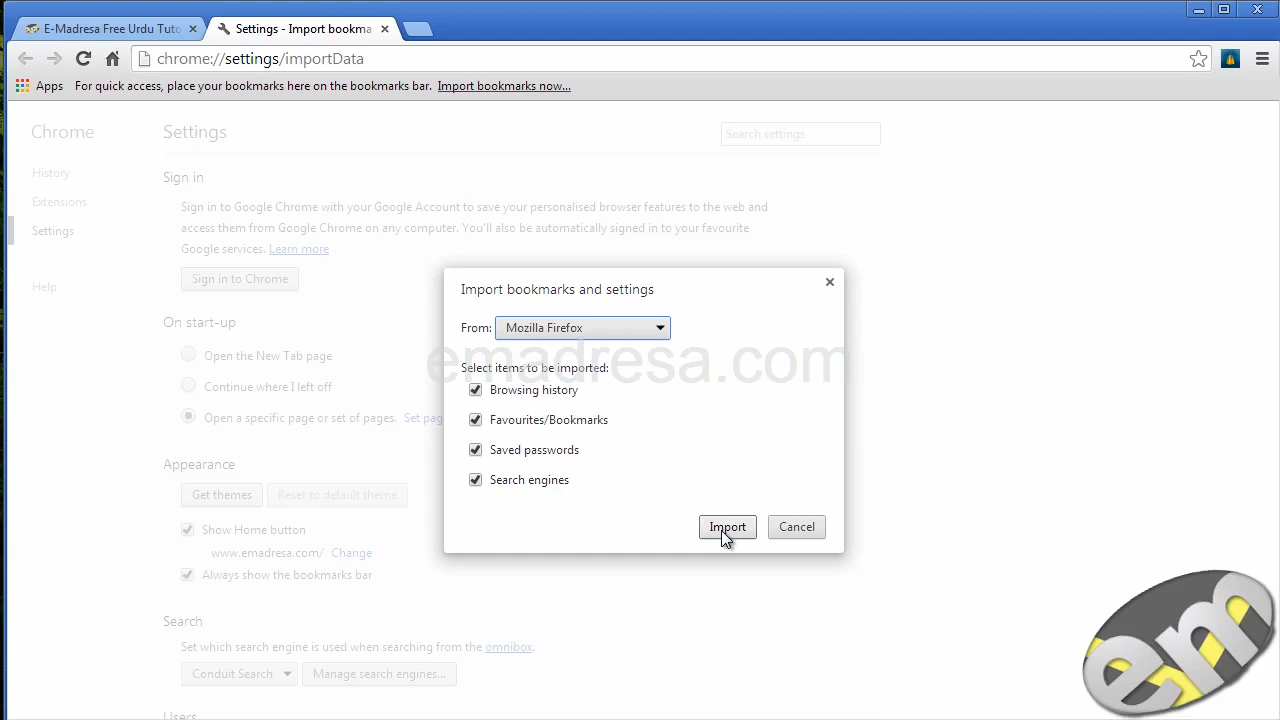 E-Madresa Free Urdu Tuto
Settings - Import bookma
chrome://settings/importData
Apps For quick access, place your bookmarks here on the bookmarks bar. Import bookmarks now...
Chrome
History
Extensions
Settings
Help
Settings
Search settings
Sign in
Sign in to Google Chrome with your Google Account to save your personalised browser features to the web and
access them from Google Chrome on any computer. You'll also be automatically signed in to your favourite
Google services. Learn more
Sign in to Chrome
On start-up
Open the New Tab page
Continue where I left off
Open a specific page or set of pages. Set pag
Appearance
Get themes Reset to default theme
Show Home button
www.emadresa.com/ Change
Always show the bookmarks bar
Search
Set which search engine is used when searching from the omnibox.
Conduit Search Manage search engines...
Users
Import bookmarks and settings
From: Mozilla Firefox
emadresa.com
Select items to be imported:
Browsing history
Favourites/Bookmarks
Saved passwords
Search engines
Import Cancel
em